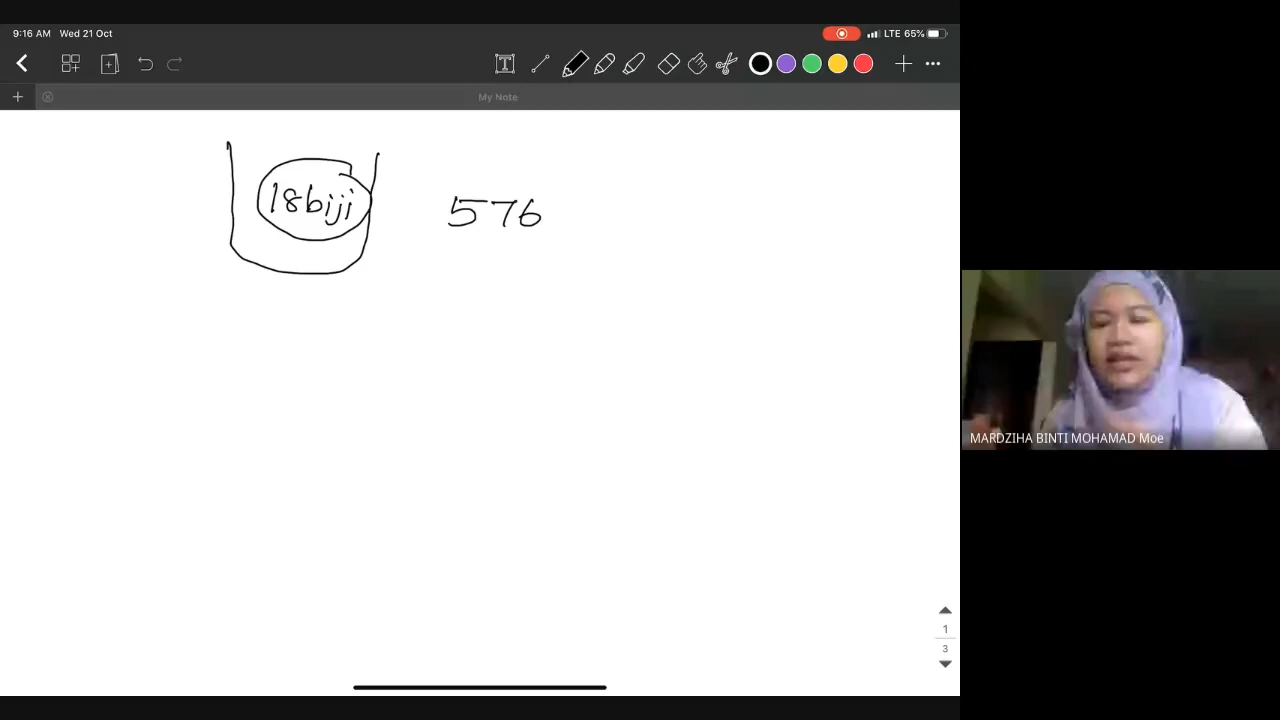 9:16 AM Wed 21 Oct
LTE 65%
T
My Note
18biji
576
MARDZIHA BINTI MOHAMAD Moe
1
3